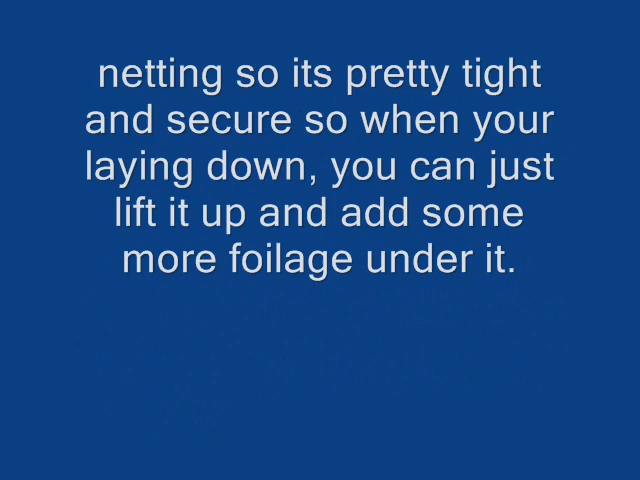 netting so its pretty tight
and secure so when your
laying down, you can just
lift it up and add some
more foilage under it.